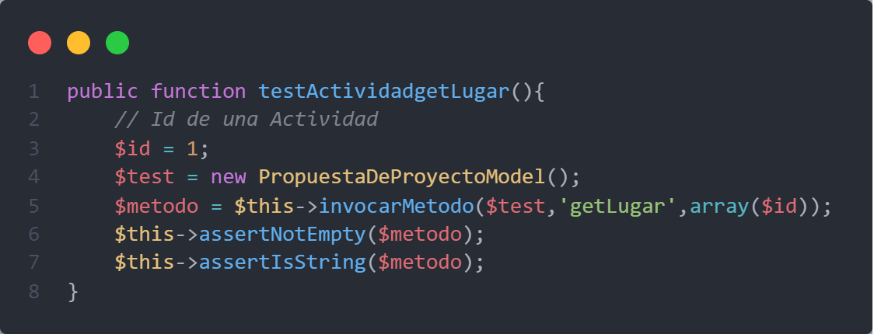 1 public function testActividadgetLugar(){
2 // Id de una Actividad
3 $id = 1;
4 $test = new PropuestaDeProyectoModel();
5 $metodo = $this->invocarMetodo($test,'getLugar',array($id));
6 $this->assertNotEmpty($metodo);
7 $this->assertIsString($metodo);
8 }